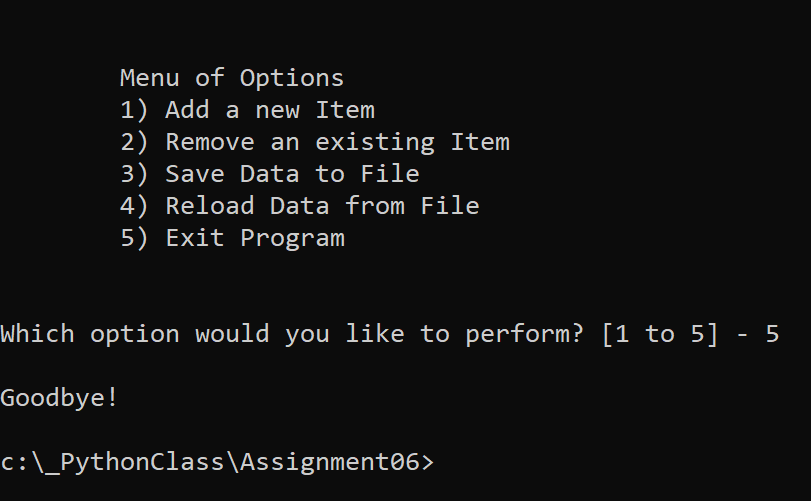 Menu of Options
1) Add a new Item
2) Remove an existing Item
3) Save Data to File
4) Reload Data from File
5) Exit Program
Which option would you like to perform? [1 to 5] - 5
Goodbye!
c:\_PythonClass\Assignment06>